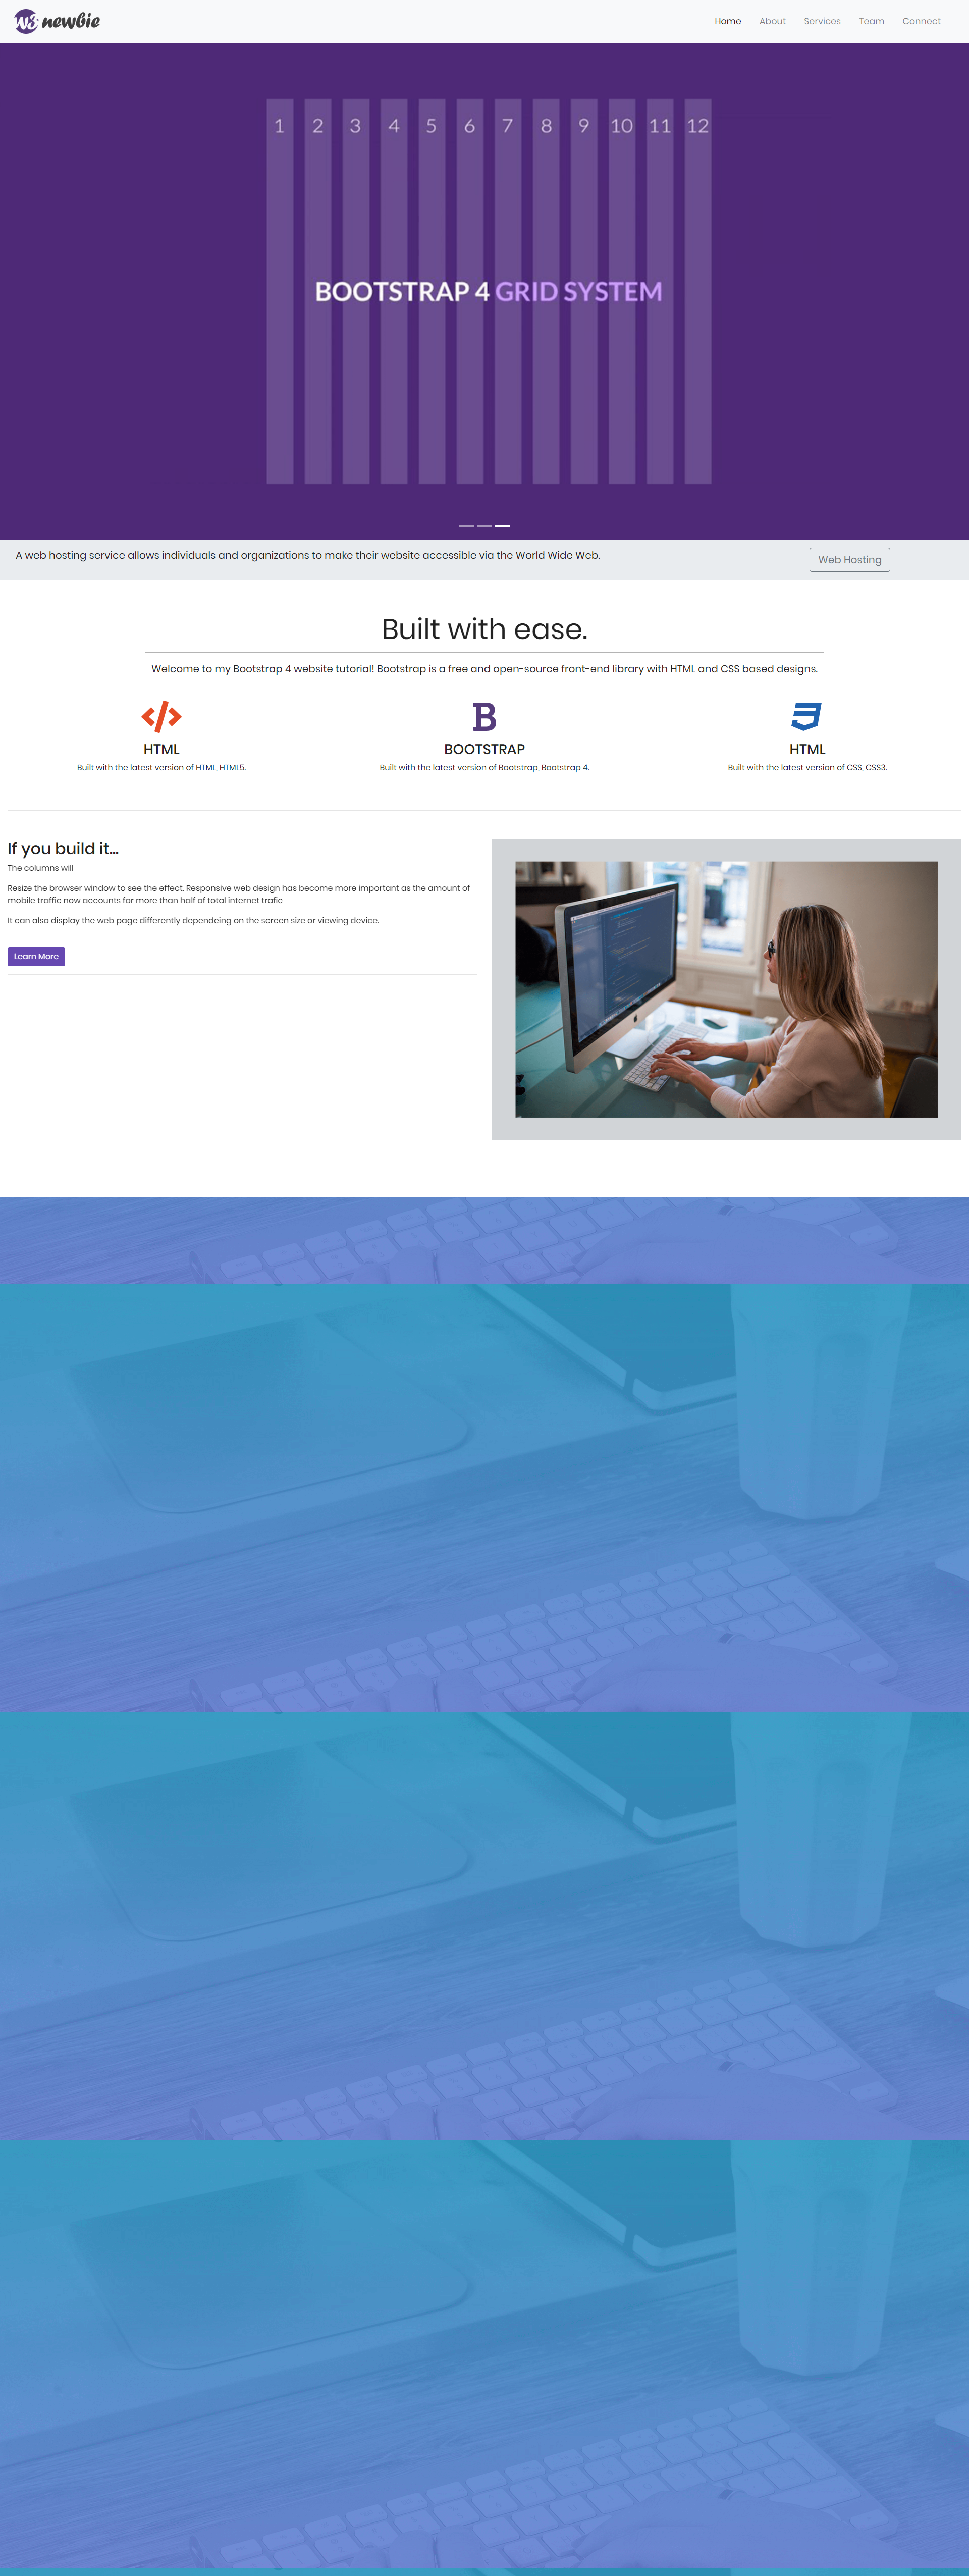 W3 newbie
Home About Services Team Connect
1 2 3 4 5 6 7 8 9 10 11 12
BOOTSTRAP 4 GRID SYSTEM
A web hosting service allows individuals and organizations to make their website accessible via the World Wide Web.
Web Hosting
Built with ease.
Welcome to my Bootstrap 4 website tutorial! Bootstrap is a free and open-source front-end library with HTML and CSS based designs.
B
HTML
Built with the latest version of HTML, HTML5.
BOOTSTRAP
Built with the latest version of Bootstrap, Bootstrap 4.
HTML
Built with the latest version of CSS, CSS3.
If you build it...
The columns will
Resize the browser window to see the effect. Responsive web design has become more important as the amount of
mobile traffic now accounts for more than half of total internet trafic
It can also display the web page differently dependeing on the screen size or viewing device.
Learn More